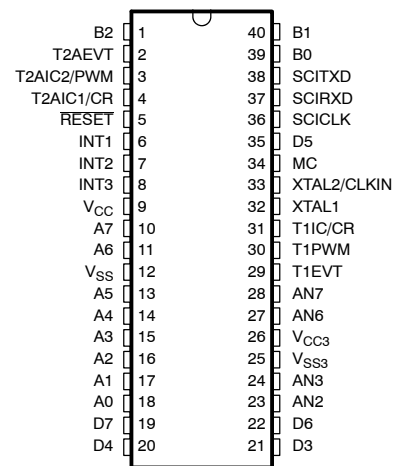 B2 1 40 B1
T2AEVT 2 39 B0
T2AIC2/PWM 3 38 SCITXD
T2AIC1/CR 4 37 SCIRXD
RESET 5 36 SCICLK
INT1 6 35 D5
INT2 7 34 MC
INT3 8 33 XTAL2/CLKIN
VCC 9 32 XTAL1
A7 10 31 T1IC/CR
A6 11 30 T1PWM
VSS 12 29 T1EVT
A5 13 28 AN7
A4 14 27 AN6
A3 15 26 VCC3
A2 16 25 VSS3
A1 17 24 AN3
A0 18 23 AN2
D7 19 22 D6
D4 20 21 D3